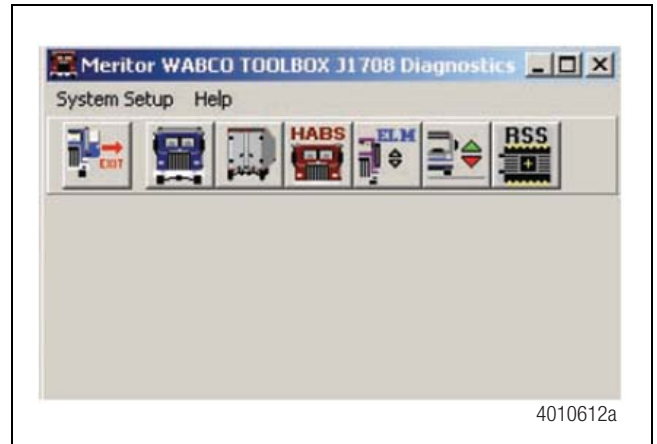 Meritor WABCO TOOLBOX J1708 Diagnostics
System Setup Help
EXIT
HABS
ELM
RSS
4010612a